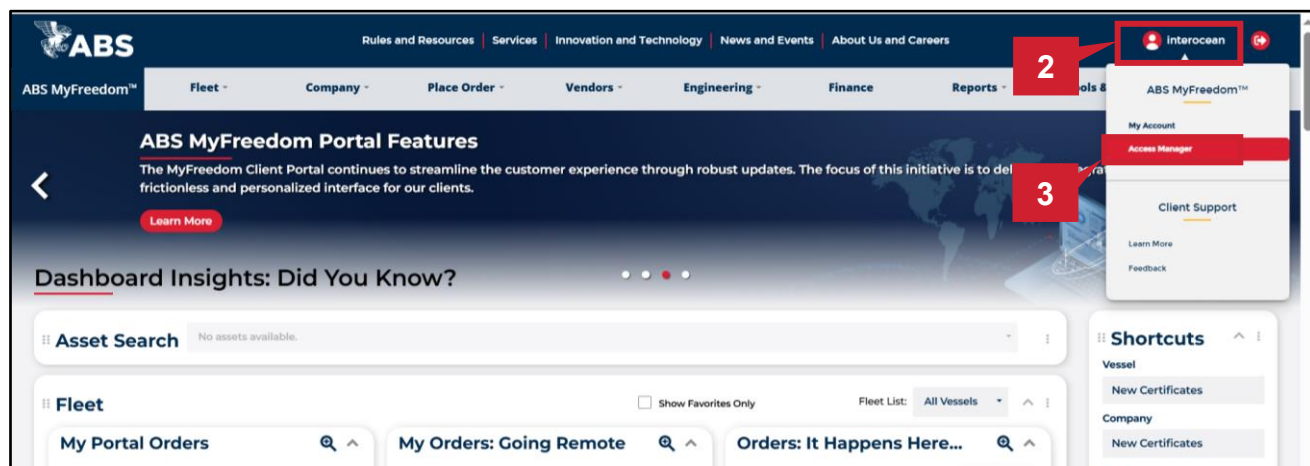 ABS
Rules and Resources
Services
Innovation and Technology
News and Events
About Us and Careers
interocean
2
ABS MyFreedom™
Fleet
Company
Place Order
Vendors
Engineering
Finance
Reports
ABS MyFreedom™
My Account
Access Manager
3
Client Support
Learn More
Feedback
ABS MyFreedom Portal Features
The MyFreedom Client Portal continues to streamline the customer experience through robust updates. The focus of this initiative is to
frictionless and personalized interface for our clients.
Learn More
Dashboard Insights: Did You Know?
Asset Search
No assets available.
Fleet
Show Favorites Only
Fleet List:
All Vessels
My Portal Orders
My Orders: Going Remote
Orders: It Happens Here...
Shortcuts
Vessel
New Certificates
Company
New Certificates